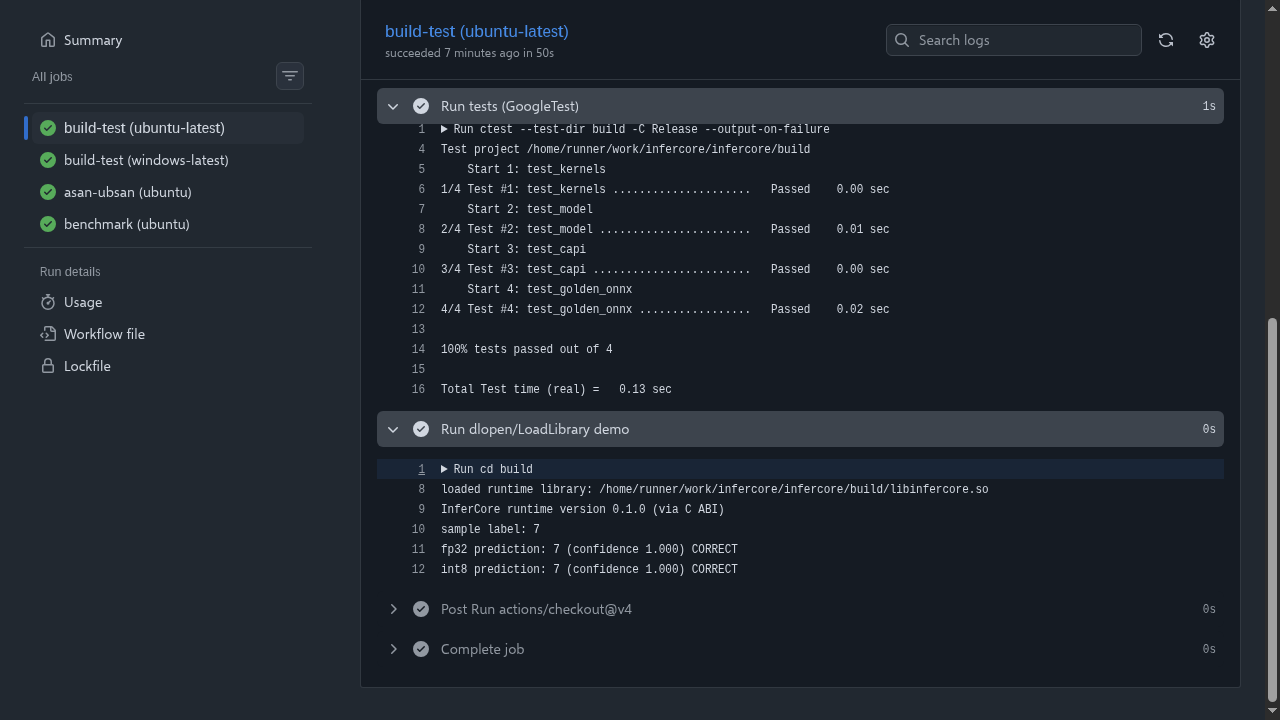 Summary
All jobs
build-test (ubuntu-latest)
build-test (windows-latest)
asan-ubsan (ubuntu)
benchmark (ubuntu)
Run details
Usage
Workflow file
Lockfile
build-test (ubuntu-latest)
succeeded 7 minutes ago in 50s
Search logs
Run tests (GoogleTest) 1s
1 Run ctest --test-dir build -C Release --output-on-failure
4 Test project /home/runner/work/infercore/infercore/build
5 Start 1: test_kernels
6 1/4 Test #1: test_kernels ..................... Passed 0.00 sec
7 Start 2: test_model
8 2/4 Test #2: test_model ....................... Passed 0.01 sec
9 Start 3: test_capi
10 3/4 Test #3: test_capi ........................ Passed 0.00 sec
11 Start 4: test_golden_onnx
12 4/4 Test #4: test_golden_onnx ................. Passed 0.02 sec
13
14 100% tests passed out of 4
15
16 Total Test time (real) = 0.13 sec
Run dlopen/LoadLibrary demo 0s
1 Run cd build
8 loaded runtime library: /home/runner/work/infercore/infercore/build/libinfercore.so
9 InferCore runtime version 0.1.0 (via C ABI)
10 sample label: 7
11 fp32 prediction: 7 (confidence 1.000) CORRECT
12 int8 prediction: 7 (confidence 1.000) CORRECT
Post Run actions/checkout@v4 0s
Complete job 0s